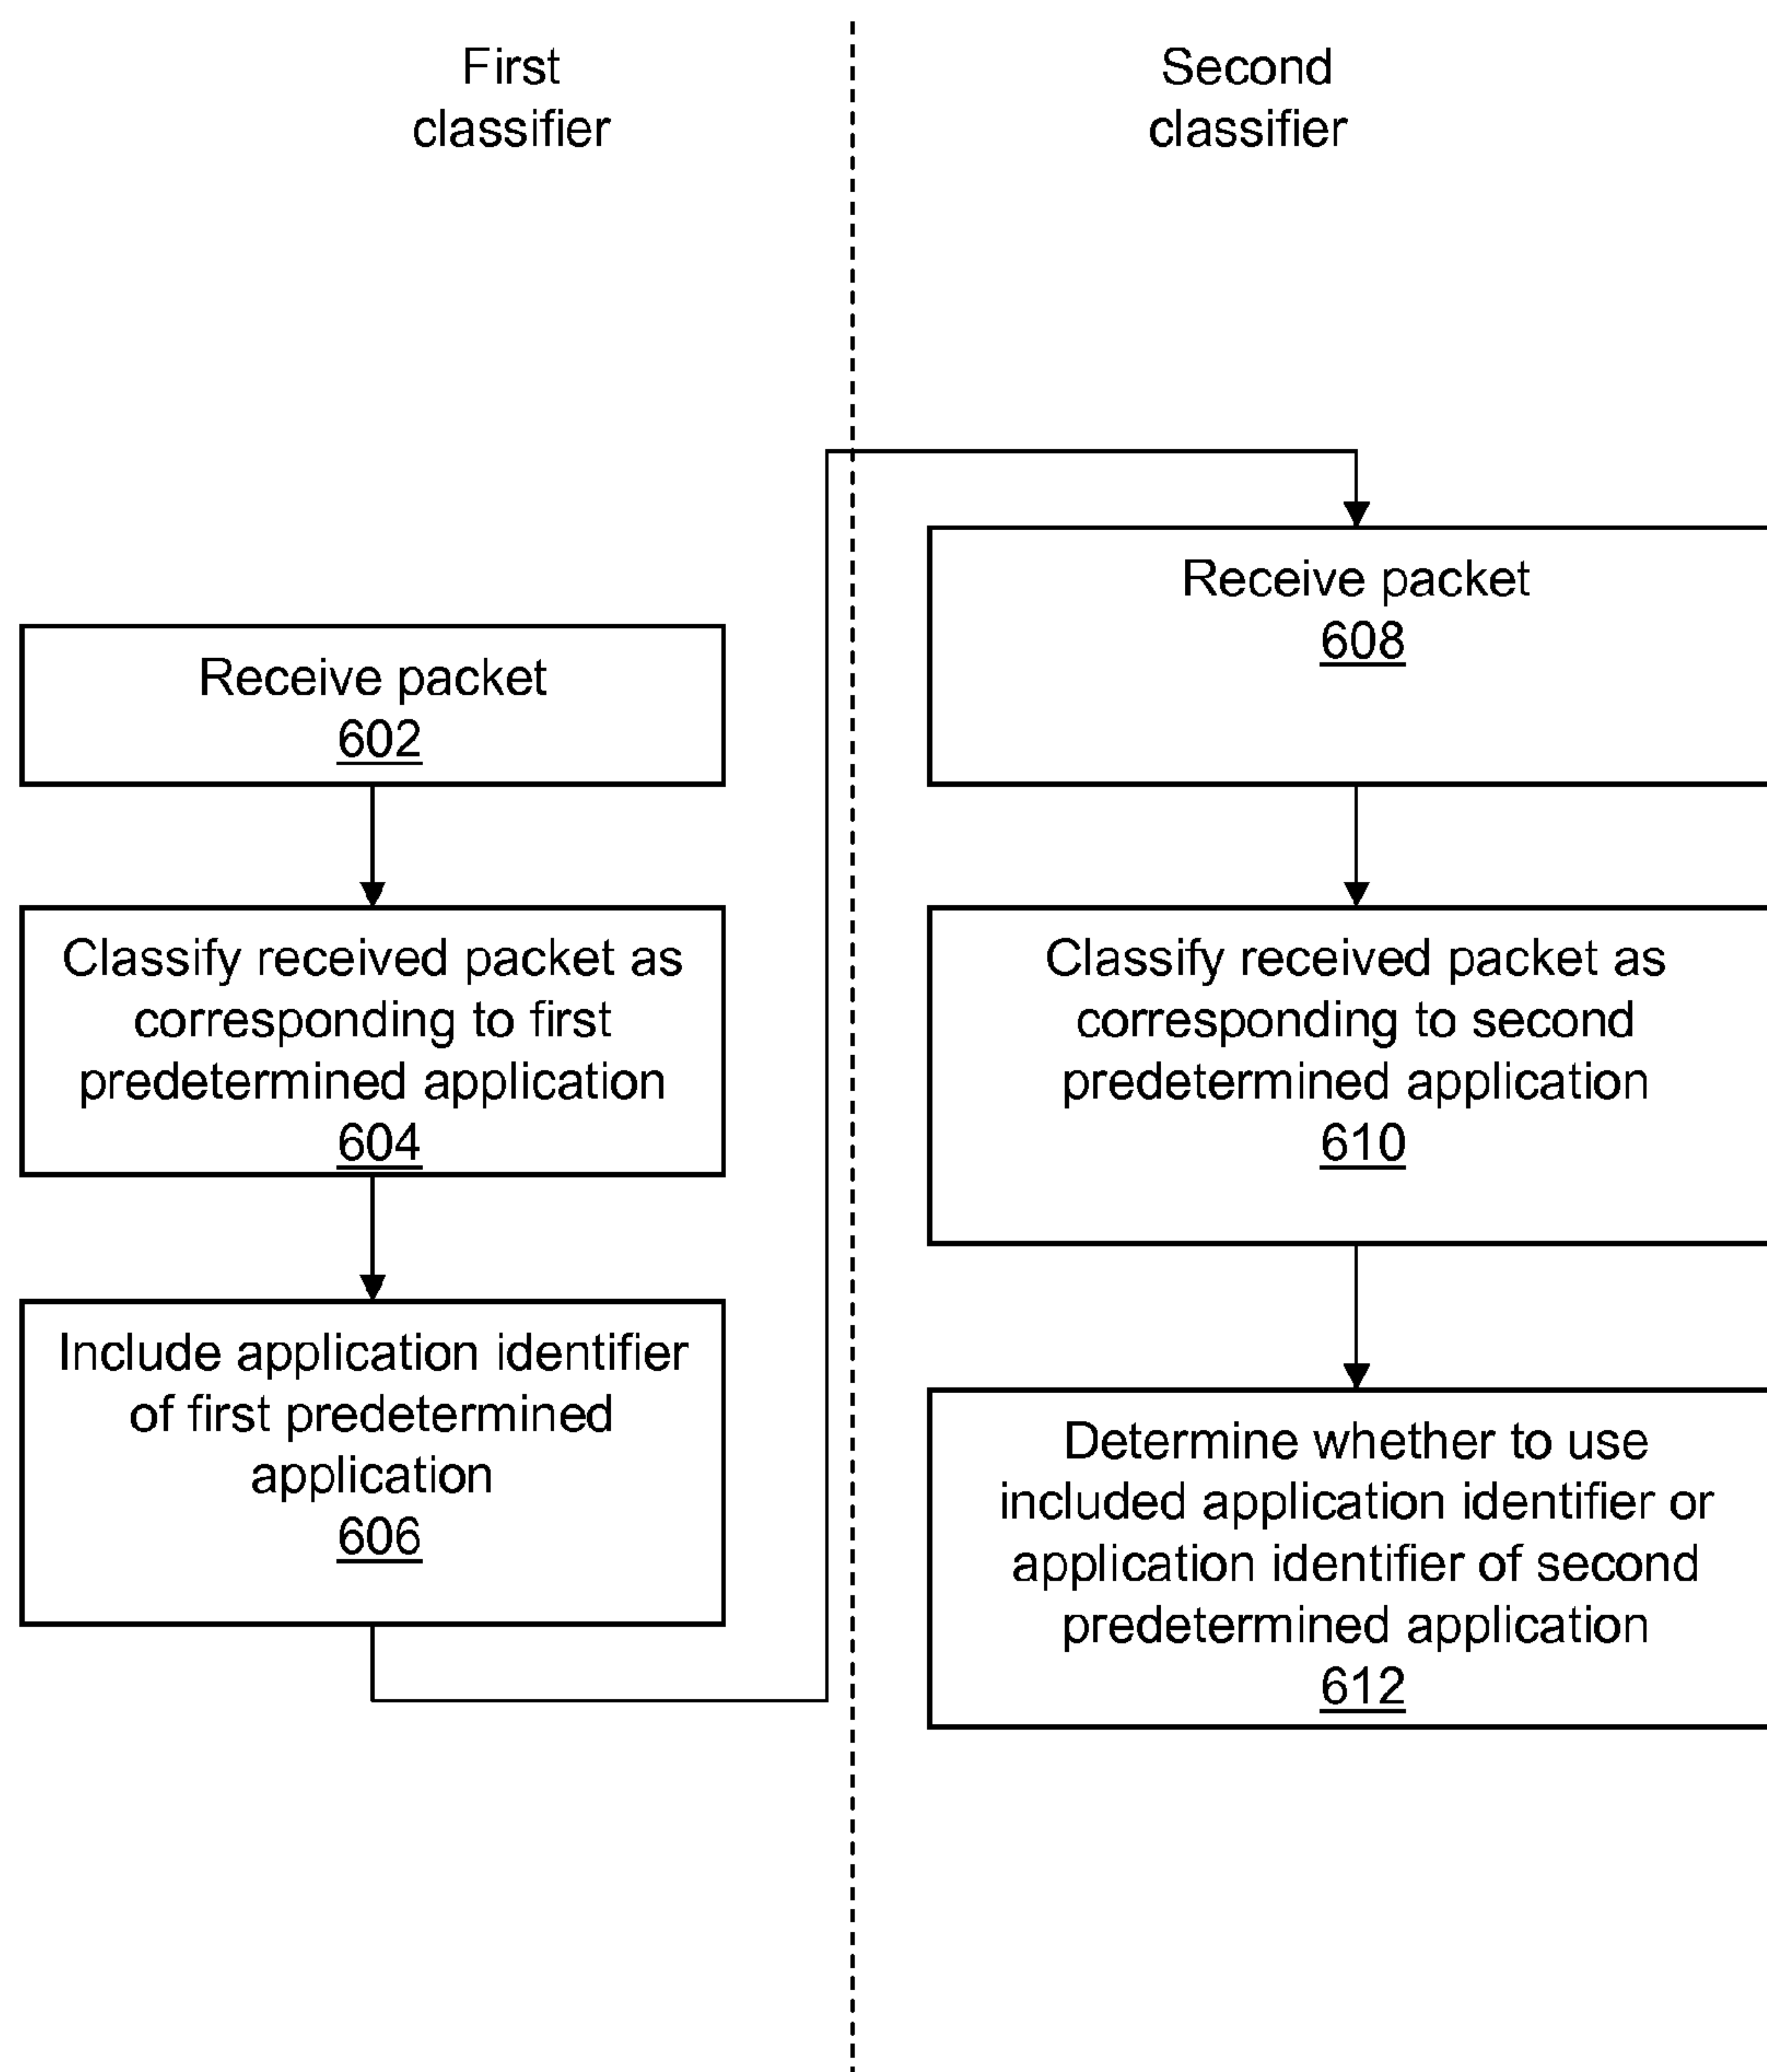 First
classifier
Second
classifier
Receive packet
602
Classify received packet as
corresponding to first
predetermined application
604
Include application identifier
of first predetermined
application
606
Receive packet
608
Classify received packet as
corresponding to second
predetermined application
610
Determine whether to use
included application identifier or
application identifier of second
predetermined application
612